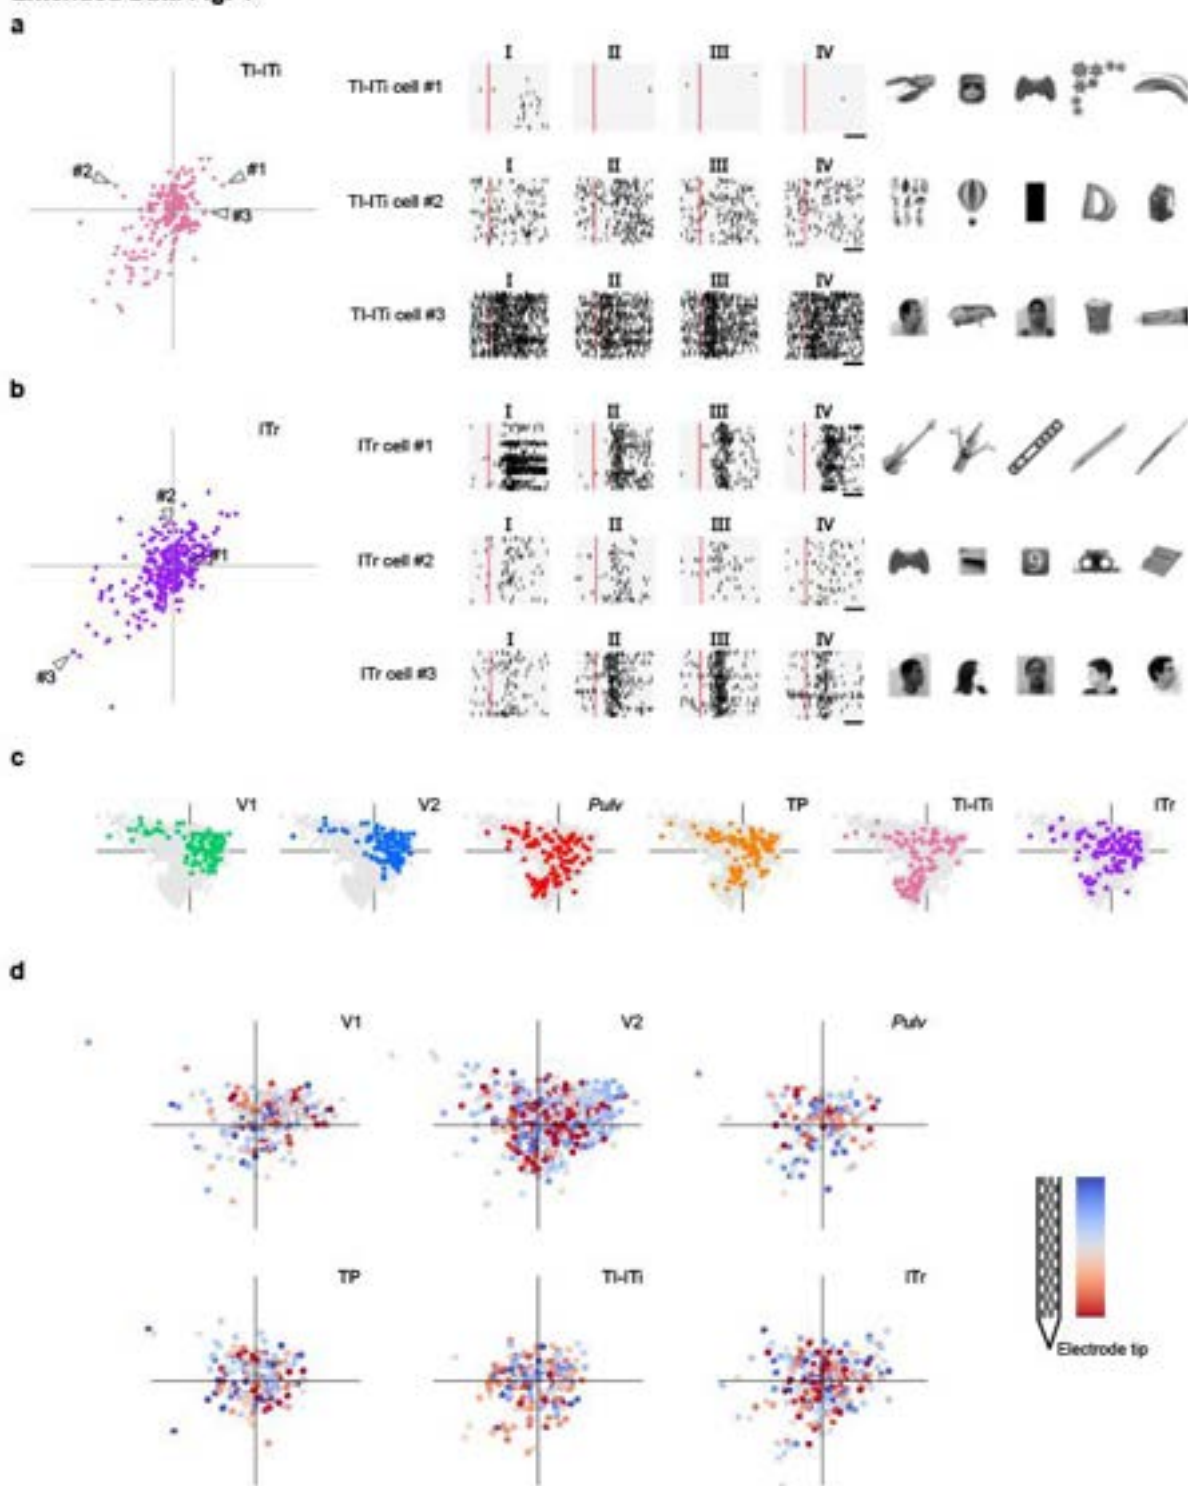 a
TI-ITi
#2
#1
#3
I II III IV
TI-ITi cell #1
I II III IV
TI-ITi cell #2
D
I II III IV
TI-ITi cell #3
b
ITr
#2
#1
#3
I II III IV
ITr cell #1
I II III IV
ITr cell #2
9
I II III IV
ITr cell #3
c
V1 V2 Pulv TP TI-ITi ITr
d
V1 V2 Pulv
TP TI-ITi ITr
Electrode tip